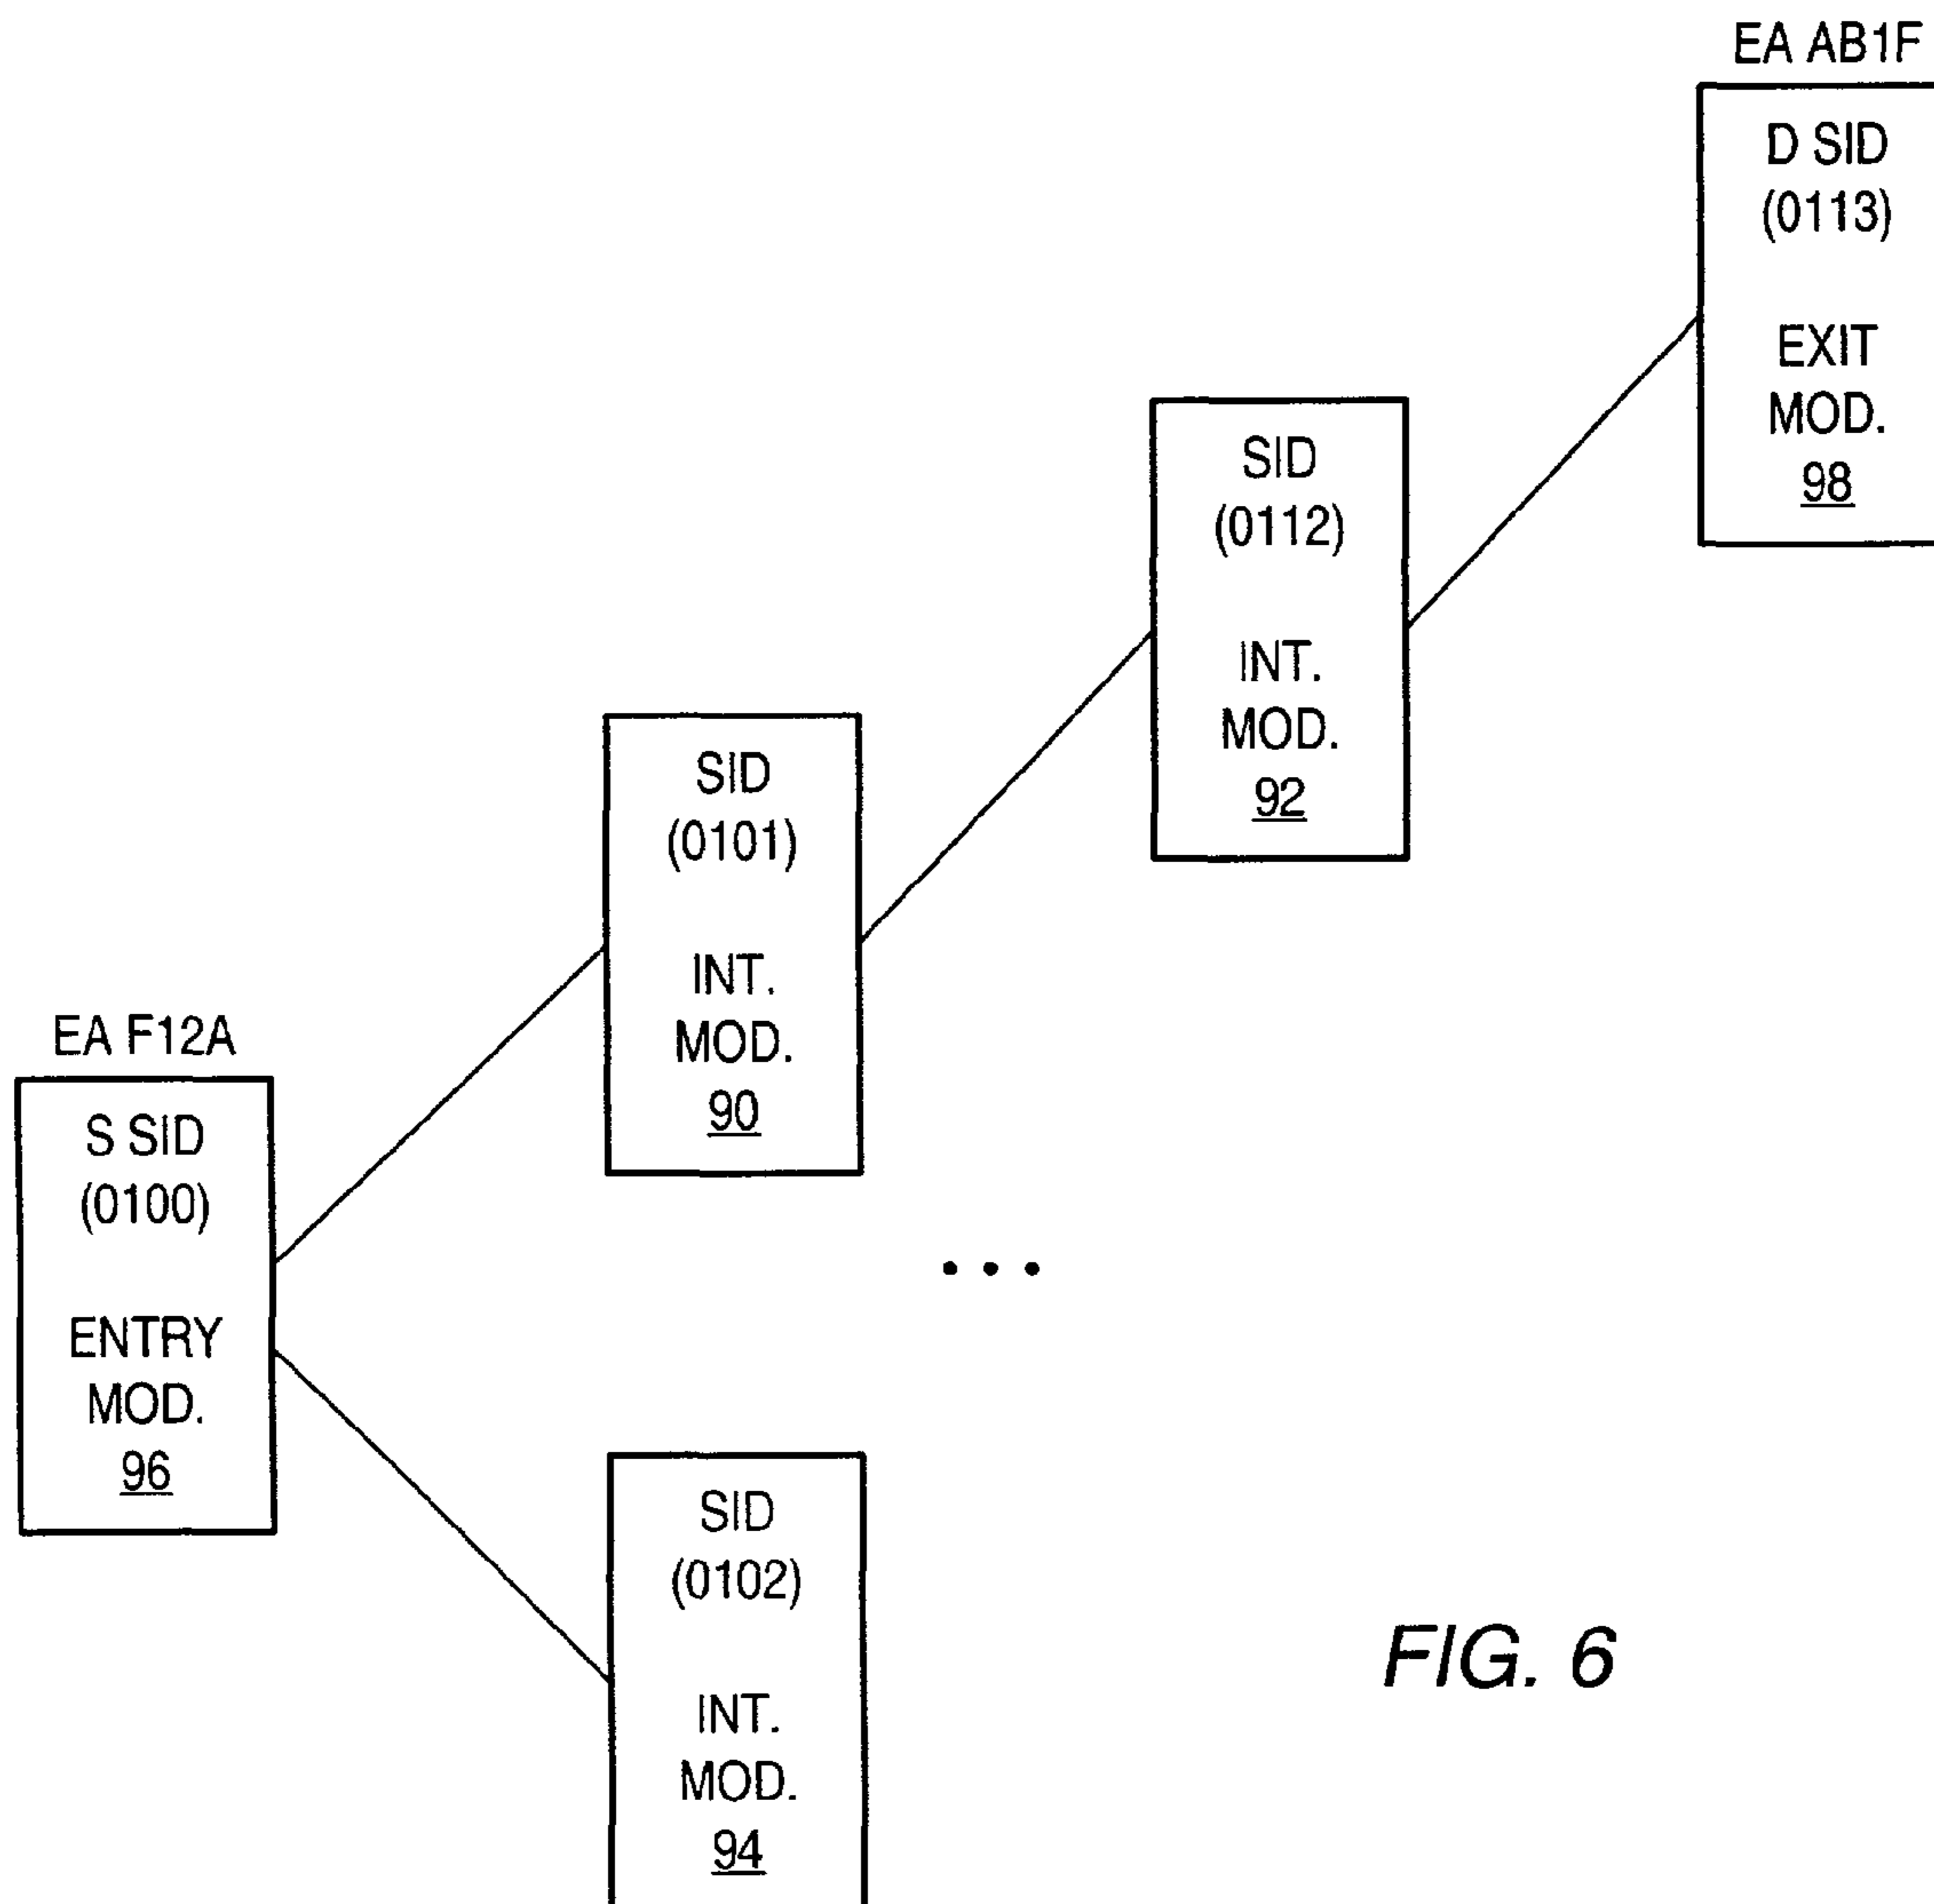 EA AB1F
D SID
(0113)
EXIT
MOD.
98
SID
(0112)
INT.
MOD.
92
SID
(0101)
INT.
MOD.
90
EA F12A
S SID
(0100)
ENTRY
MOD.
96
• • •
SID
(0102)
INT.
MOD.
94
FIG. 6